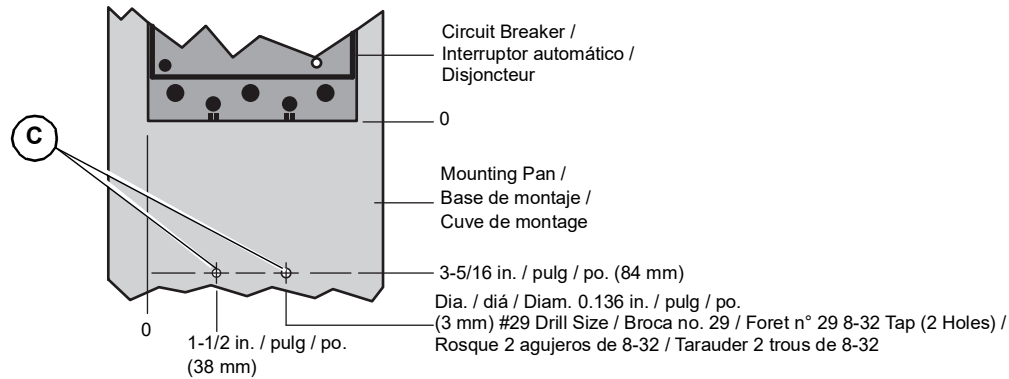 Circuit Breaker /
Interruptor automático /
Disjoncteur
0
C
Mounting Pan /
Base de montaje /
Cuve de montage
3-5/16 in. / pulg / po. (84 mm)
Dia. / diá / Diam. 0.136 in. / pulg / po.
(3 mm) #29 Drill Size / Broca no. 29 / Foret n° 29 8-32 Tap (2 Holes) /
Rosque 2 agujeros de 8-32 / Tarauder 2 trous de 8-32
0
1-1/2 in. / pulg / po.
(38 mm)